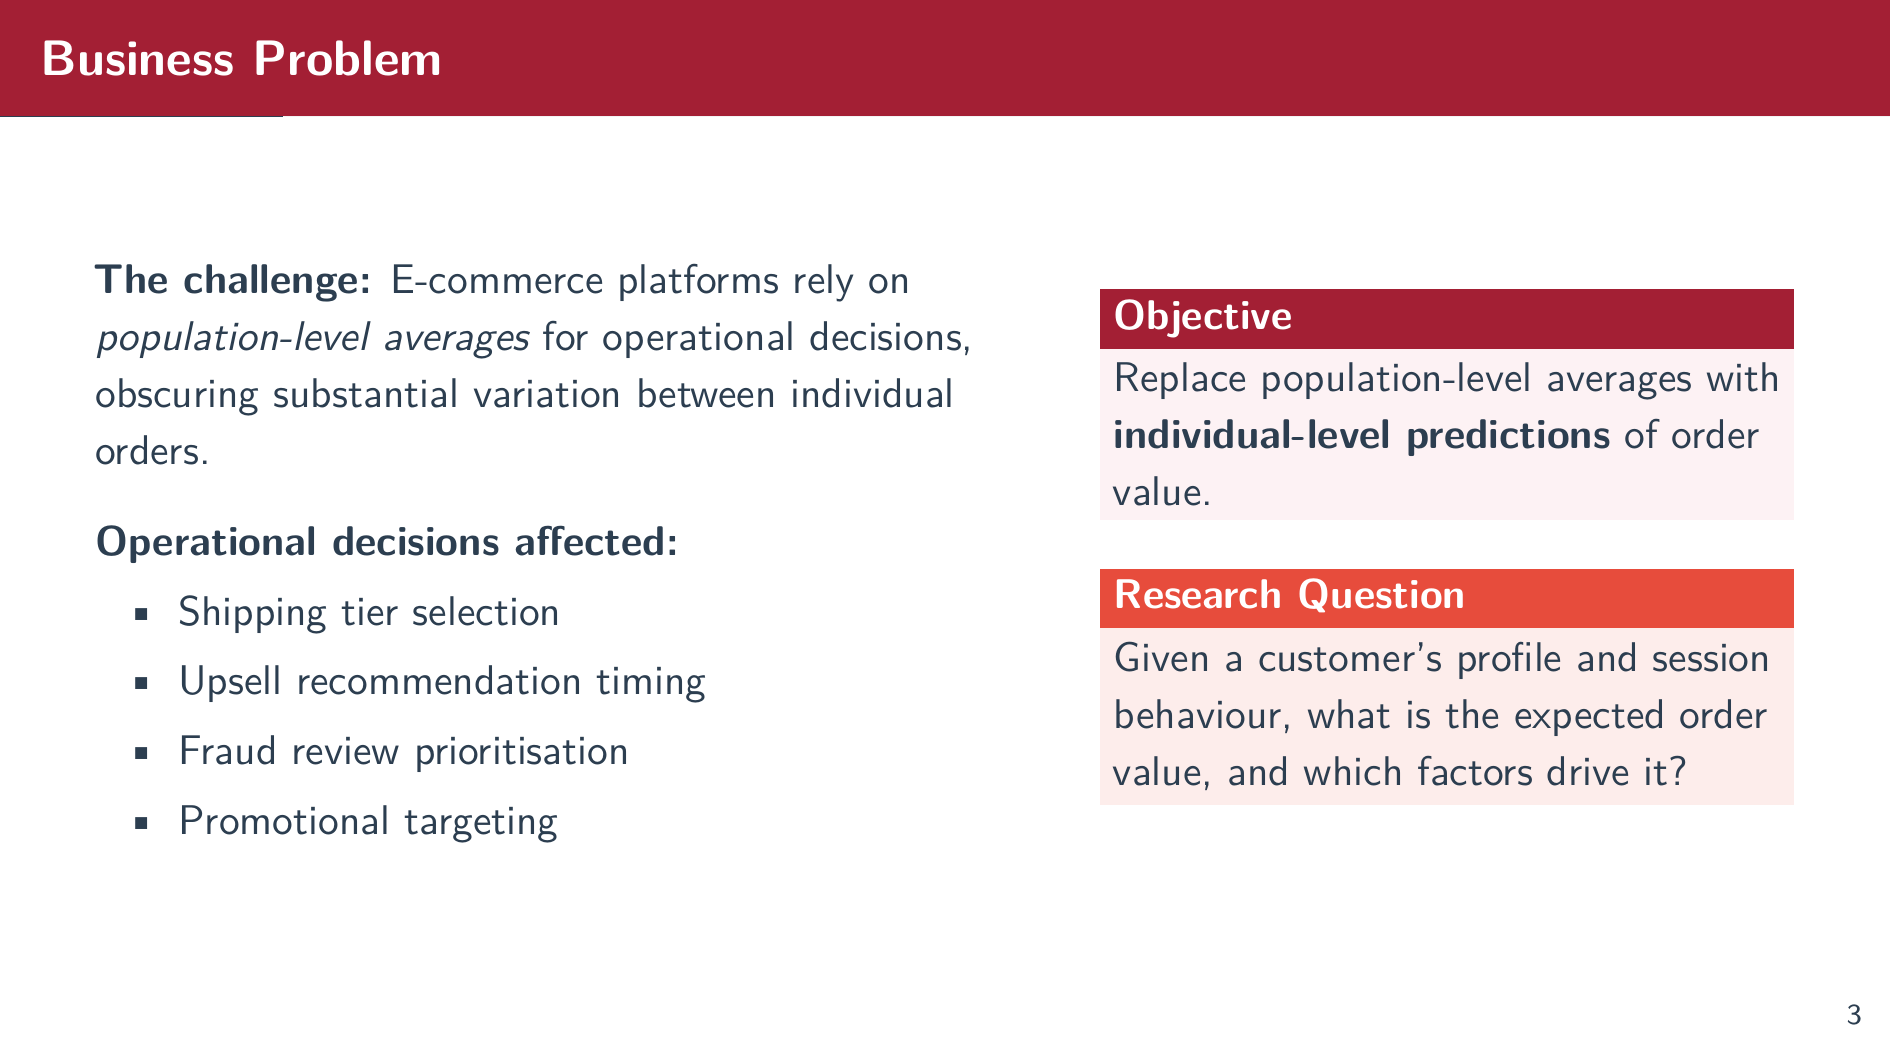 Business Problem
The challenge: E-commerce platforms rely on
population-level averages for operational decisions,
obscuring substantial variation between individual
orders.
Operational decisions affected:
▪ Shipping tier selection
▪ Upsell recommendation timing
▪ Fraud review prioritisation
▪ Promotional targeting
Objective
Replace population-level averages with
individual-level predictions of order
value.
Research Question
Given a customer's profile and session
behaviour, what is the expected order
value, and which factors drive it?
3